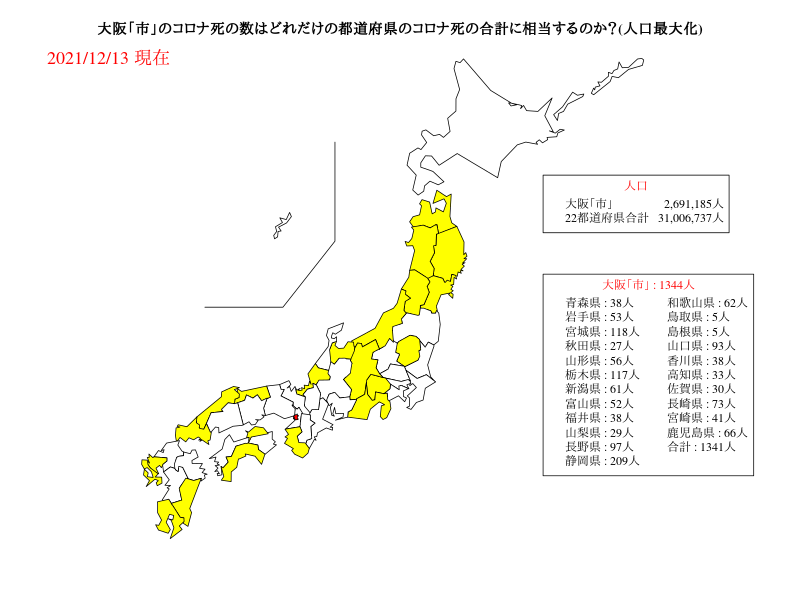 大阪「市」のコロナ死の数はどれだけの都道府県のコロナ死の合計に相当するのか?(人口最大化)
2021/12/13 現在
人口
大阪「市」 2,691,185人
22都道府県合計 31,006,737人
大阪「市」 : 1344人
青森県 : 38人 和歌山県 : 62人
岩手県 : 53人 鳥取県 : 5人
宮城県 : 118人 島根県 : 5人
秋田県 : 27人 山口県 : 93人
山形県 : 56人 香川県 : 38人
栃木県 : 117人 高知県 : 33人
新潟県 : 61人 佐賀県 : 30人
富山県 : 52人 長崎県 : 73人
福井県 : 38人 宮崎県 : 41人
山梨県 : 29人 鹿児島県 : 66人
長野県 : 97人 合計 : 1341人
静岡県 : 209人